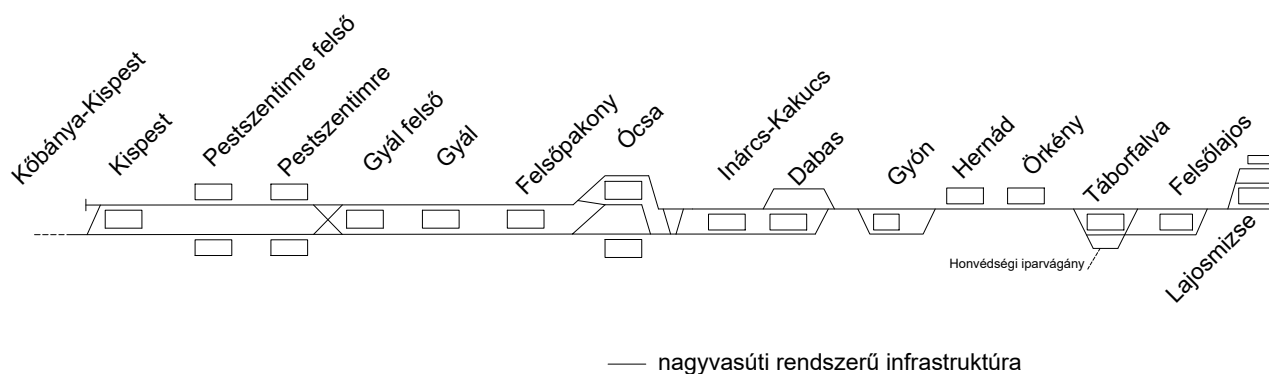 Kőbánya-Kispest
Kispest
Pestszentimre felső
Pestszentimre
Gyál felső
Gyál
Felsőpakony
Ócsa
Inárcs-Kakucs
Dabas
Gyón
Hernád
Örkény
Táborfalva
Felsőlajos
Lajosmizse
Honvédségi iparvágány
nagyvasúti rendszerű infrastruktúra